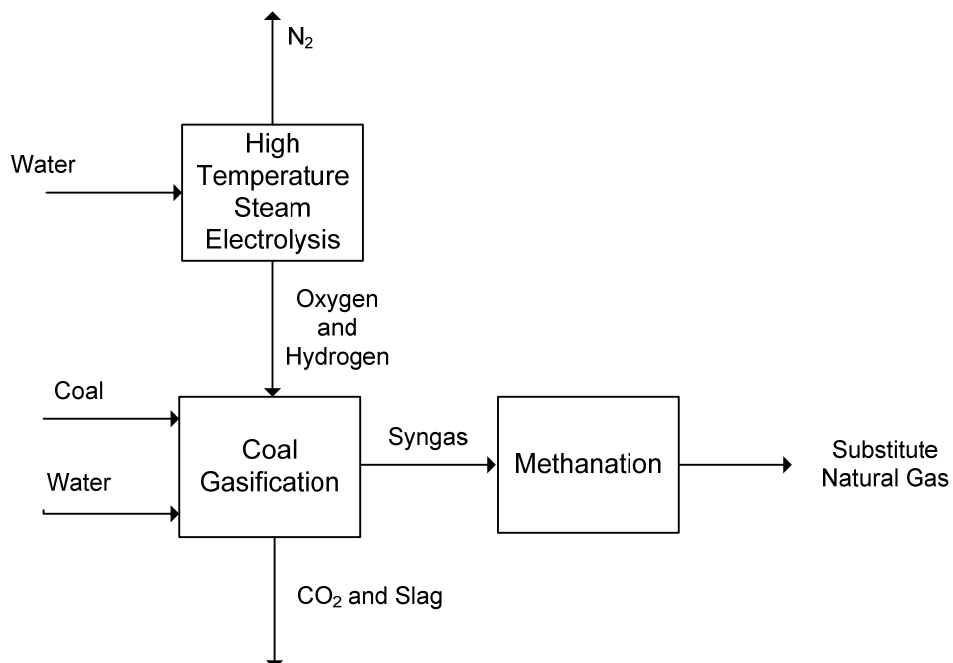 N₂
High
Temperature
Steam
Electrolysis
Water
Oxygen
and
Hydrogen
Coal
Water
Coal
Gasification
Syngas
Methanation
Substitute
Natural Gas
CO₂ and Slag